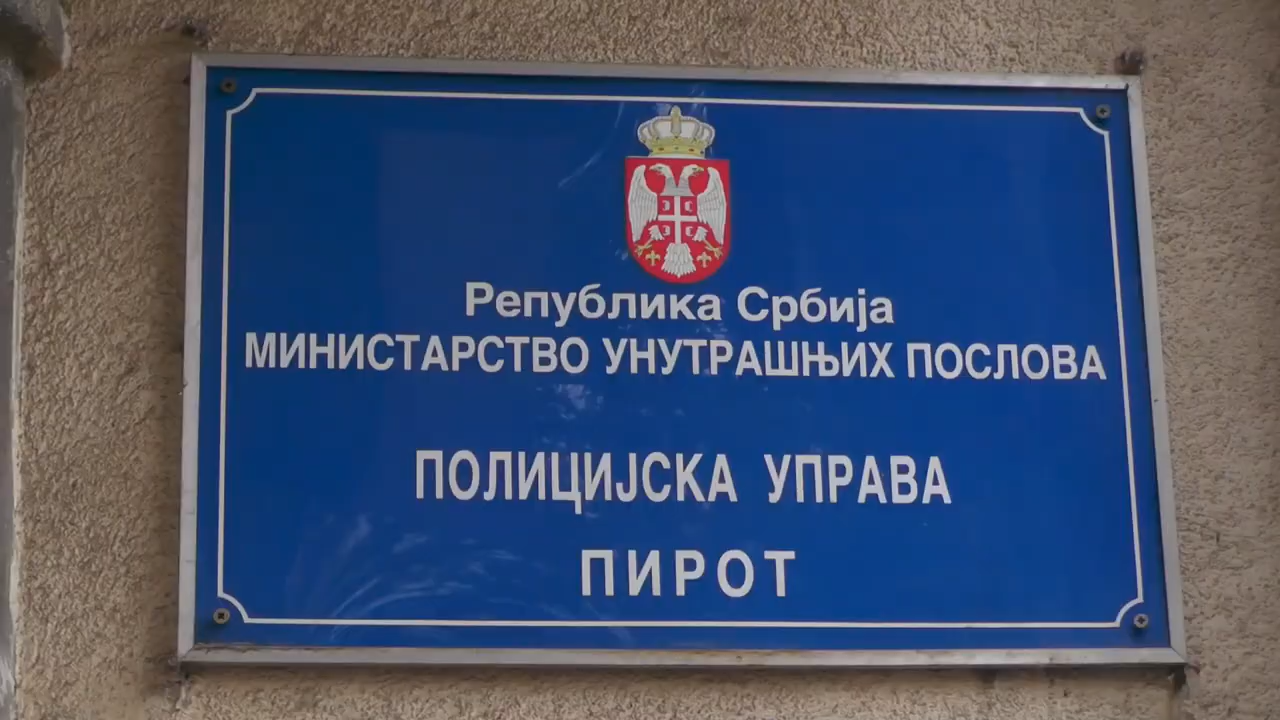 Република Србија
МИНИСТАРСТВО УНУТРАШЊИХ ПОСЛОВА
ПОЛИЦИЈСКА УПРАВА
ПИРОТ